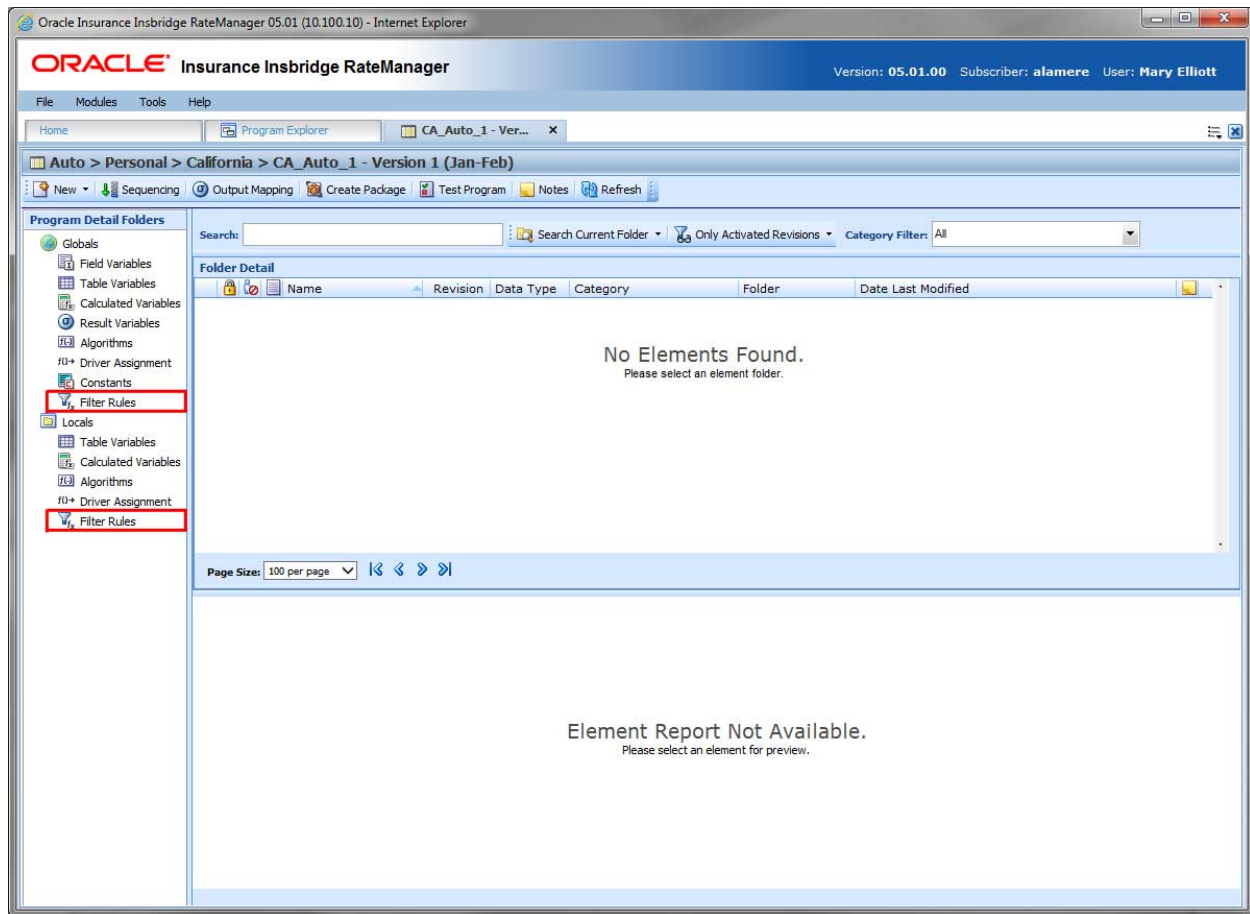 Oracle Insurance Insbridge RateManager 05.01 (10.100.10) - Internet Explorer
ORACLE Insurance Insbridge RateManager
Version: 05.01.00 Subscriber: alamere User: Mary Elliott
File Modules Tools Help
Home Program Explorer CA_Auto_1 - Ver... X
Auto > Personal > California > CA_Auto_1 - Version 1 (Jan-Feb)
New Sequencing Output Mapping Create Package Test Program Notes Refresh
Program Detail Folders
Globals
Field Variables
Table Variables
Calculated Variables
Result Variables
Algorithms
Driver Assignment
Constants
Filter Rules
Locals
Table Variables
Calculated Variables
Algorithms
Driver Assignment
Filter Rules
Search: Search Current Folder Only Activated Revisions Category Filter: All
Folder Detail
Name Revision Data Type Category Folder Date Last Modified
No Elements Found.
Please select an element folder.
Page Size: 100 per page
Element Report Not Available.
Please select an element for preview.